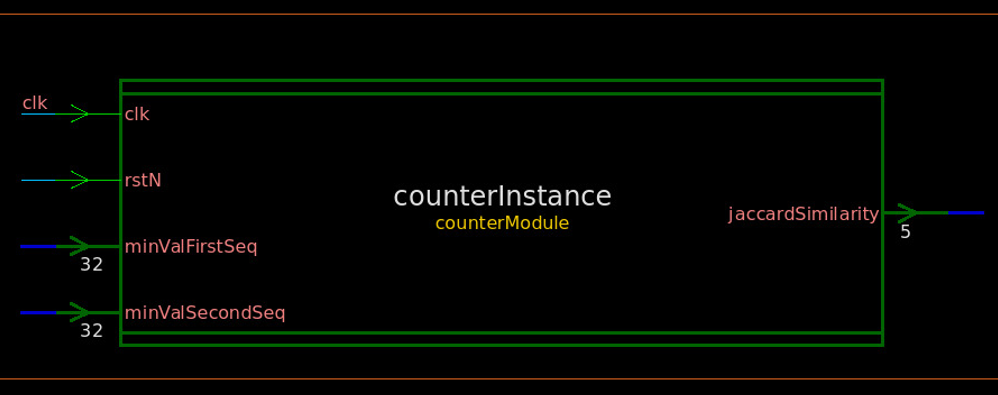 clk
clk
rstN
counterInstance
counterModule
jaccardSimilarity
5
minValFirstSeq
32
minValSecondSeq
32